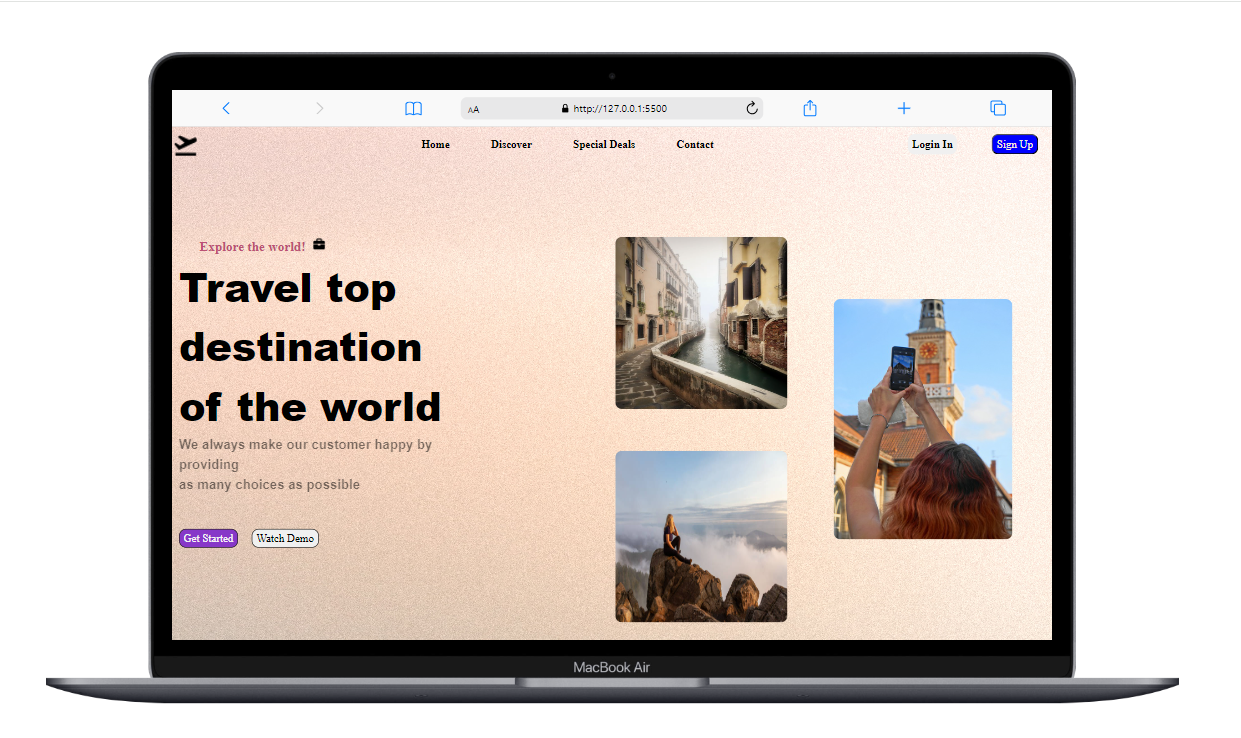 AA
http://127.0.0.1:5500
Home Discover Special Deals Contact Login In Sign Up
Explore the world!
Travel top
destination
of the world
We always make our customer happy by
providing
as many choices as possible
Get Started Watch Demo
MacBook Air